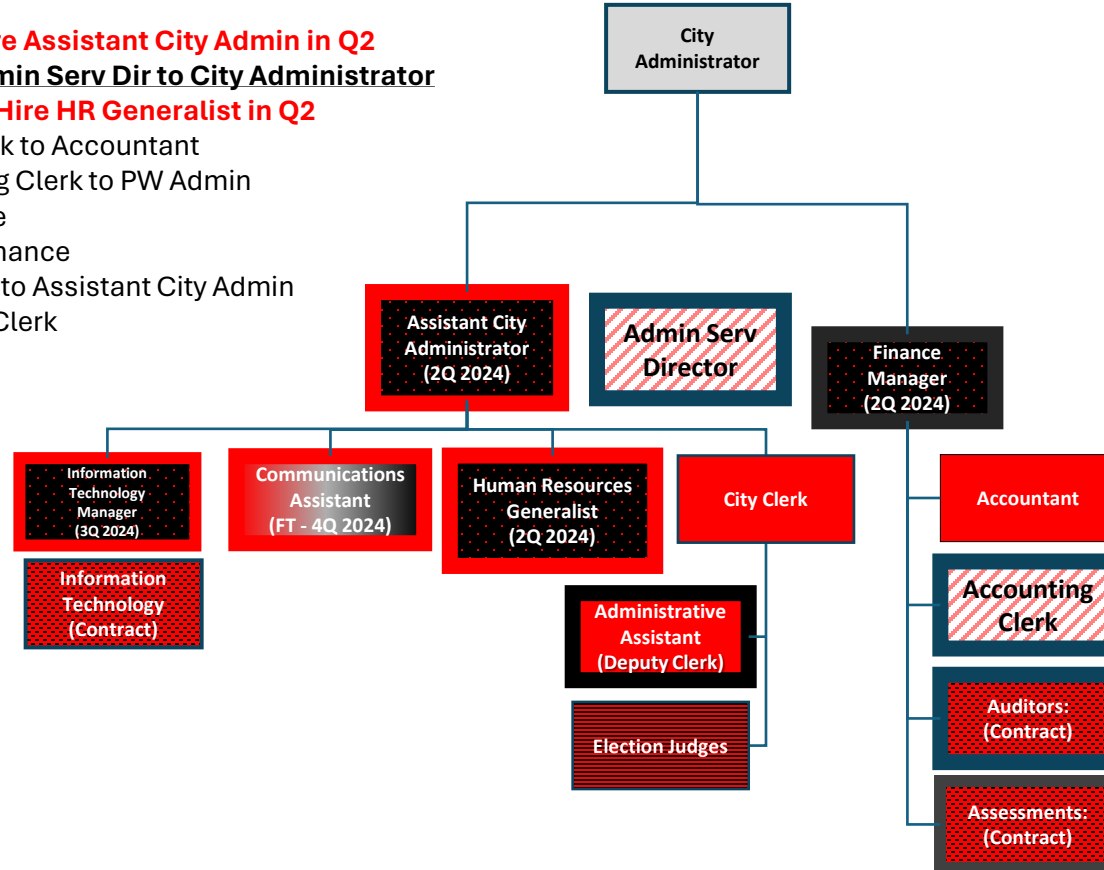 re Assistant City Admin in Q2
min Serv Dir to City Administrator
Hire HR Generalist in Q2
k to Accountant
g Clerk to PW Admin
e
nance
to Assistant City Admin
Clerk
City
Administrator
Assistant City
Administrator
(2Q 2024)
Admin Serv
Director
Finance
Manager
(2Q 2024)
Information
Technology
Manager
(3Q 2024)
Communications
Assistant
(FT - 4Q 2024)
Human Resources
Generalist
(2Q 2024)
City Clerk
Accountant
Information
Technology
(Contract)
Accounting
Clerk
Administrative
Assistant
(Deputy Clerk)
Auditors:
(Contract)
Election Judges
Assessments:
(Contract)